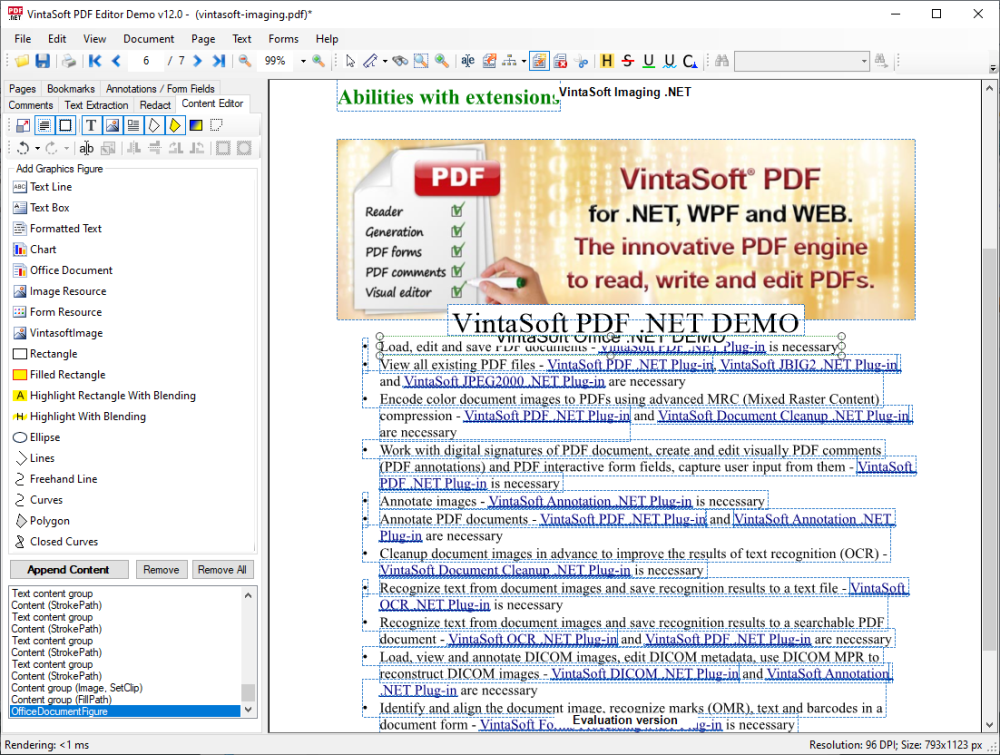 VintaSoft PDF Editor Demo v12.0 - (vintasoft-imaging.pdf)*
File Edit View Document Page Text Forms Help
6 / 7 99%
Pages Bookmarks Annotations / Form Fields
Comments Text Extraction Redact Content Editor
Add Graphics Figure
Text Line
Text Box
Formatted Text
Chart
Office Document
Image Resource
Form Resource
VintasoftImage
Rectangle
Filled Rectangle
Highlight Rectangle With Blending
Highlight With Blending
Ellipse
Lines
Freehand Line
Curves
Polygon
Closed Curves
Append Content Remove Remove All
Text content group
Content (StrokePath)
Text content group
Content (StrokePath)
Text content group
Content (StrokePath)
Text content group
Content (StrokePath)
Content group (Image, SetClip)
Content group (FillPath)
OfficeDocumentFigure
Abilities with extensions
VintaSoft Imaging .NET
PDF
Reader
Generation
PDF forms
PDF comments
Visual editor
VintaSoft® PDF
for .NET, WPF and WEB.
The innovative PDF engine
to read, write and edit PDFs.
VintaSoft PDF .NET DEMO
VintaSoft Office .NET DEMO
• Load, edit and save PDF documents - VintaSoft PDF .NET Plug-in is necessary
• View all existing PDF files - VintaSoft PDF .NET Plug-in, VintaSoft JBIG2 .NET Plug-in,
and VintaSoft JPEG2000 .NET Plug-in are necessary
• Encode color document images to PDFs using advanced MRC (Mixed Raster Content)
compression - VintaSoft PDF .NET Plug-in and VintaSoft Document Cleanup .NET Plug-in,
are necessary
• Work with digital signatures of PDF document, create and edit visually PDF comments
(PDF annotations) and PDF interactive form fields, capture user input from them - VintaSoft
PDF .NET Plug-in is necessary
• Annotate images - VintaSoft Annotation .NET Plug-in is necessary
• Annotate PDF documents - VintaSoft PDF .NET Plug-in and VintaSoft Annotation .NET
Plug-in are necessary
• Cleanup document images in advance to improve the results of text recognition (OCR) -
VintaSoft Document Cleanup .NET Plug-in is necessary
• Recognize text from document images and save recognition results to a text file - VintaSoft
OCR .NET Plug-in is necessary
• Recognize text from document images and save recognition results to a searchable PDF
document - VintaSoft OCR .NET Plug-in and VintaSoft PDF .NET Plug-in are necessary
• Load, view and annotate DICOM images, edit DICOM metadata, use DICOM MPR to
reconstruct DICOM images - VintaSoft DICOM .NET Plug-in and VintaSoft Annotation
.NET Plug-in are necessary
• Identify and align the document image, recognize marks (OMR), text and barcodes in a
document form - VintaSoft Plug-in is necessary
Evaluation version
Rendering: <1 ms
Resolution: 96 DPI; Size: 793x1123 px